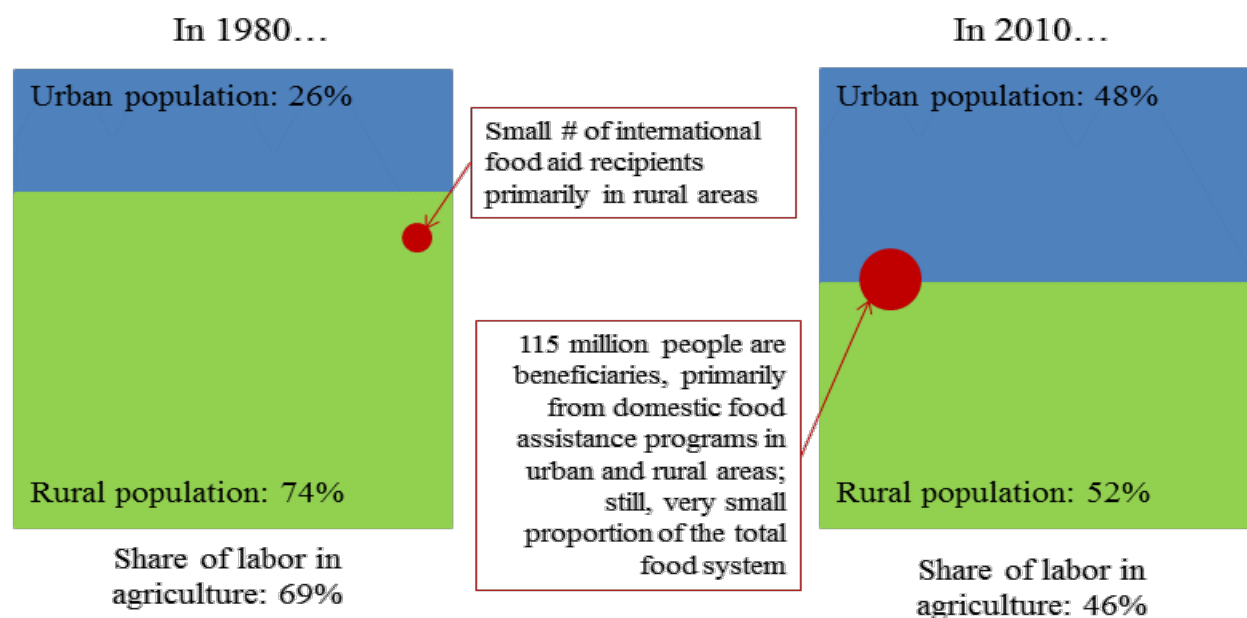 In 1980…
Urban population: 26%
Rural population: 74%
Share of labor in
agriculture: 69%
Small # of international
food aid recipients
primarily in rural areas
115 million people are
beneficiaries, primarily
from domestic food
assistance programs in
urban and rural areas;
still, very small
proportion of the total
food system
In 2010…
Urban population: 48%
Rural population: 52%
Share of labor in
agriculture: 46%